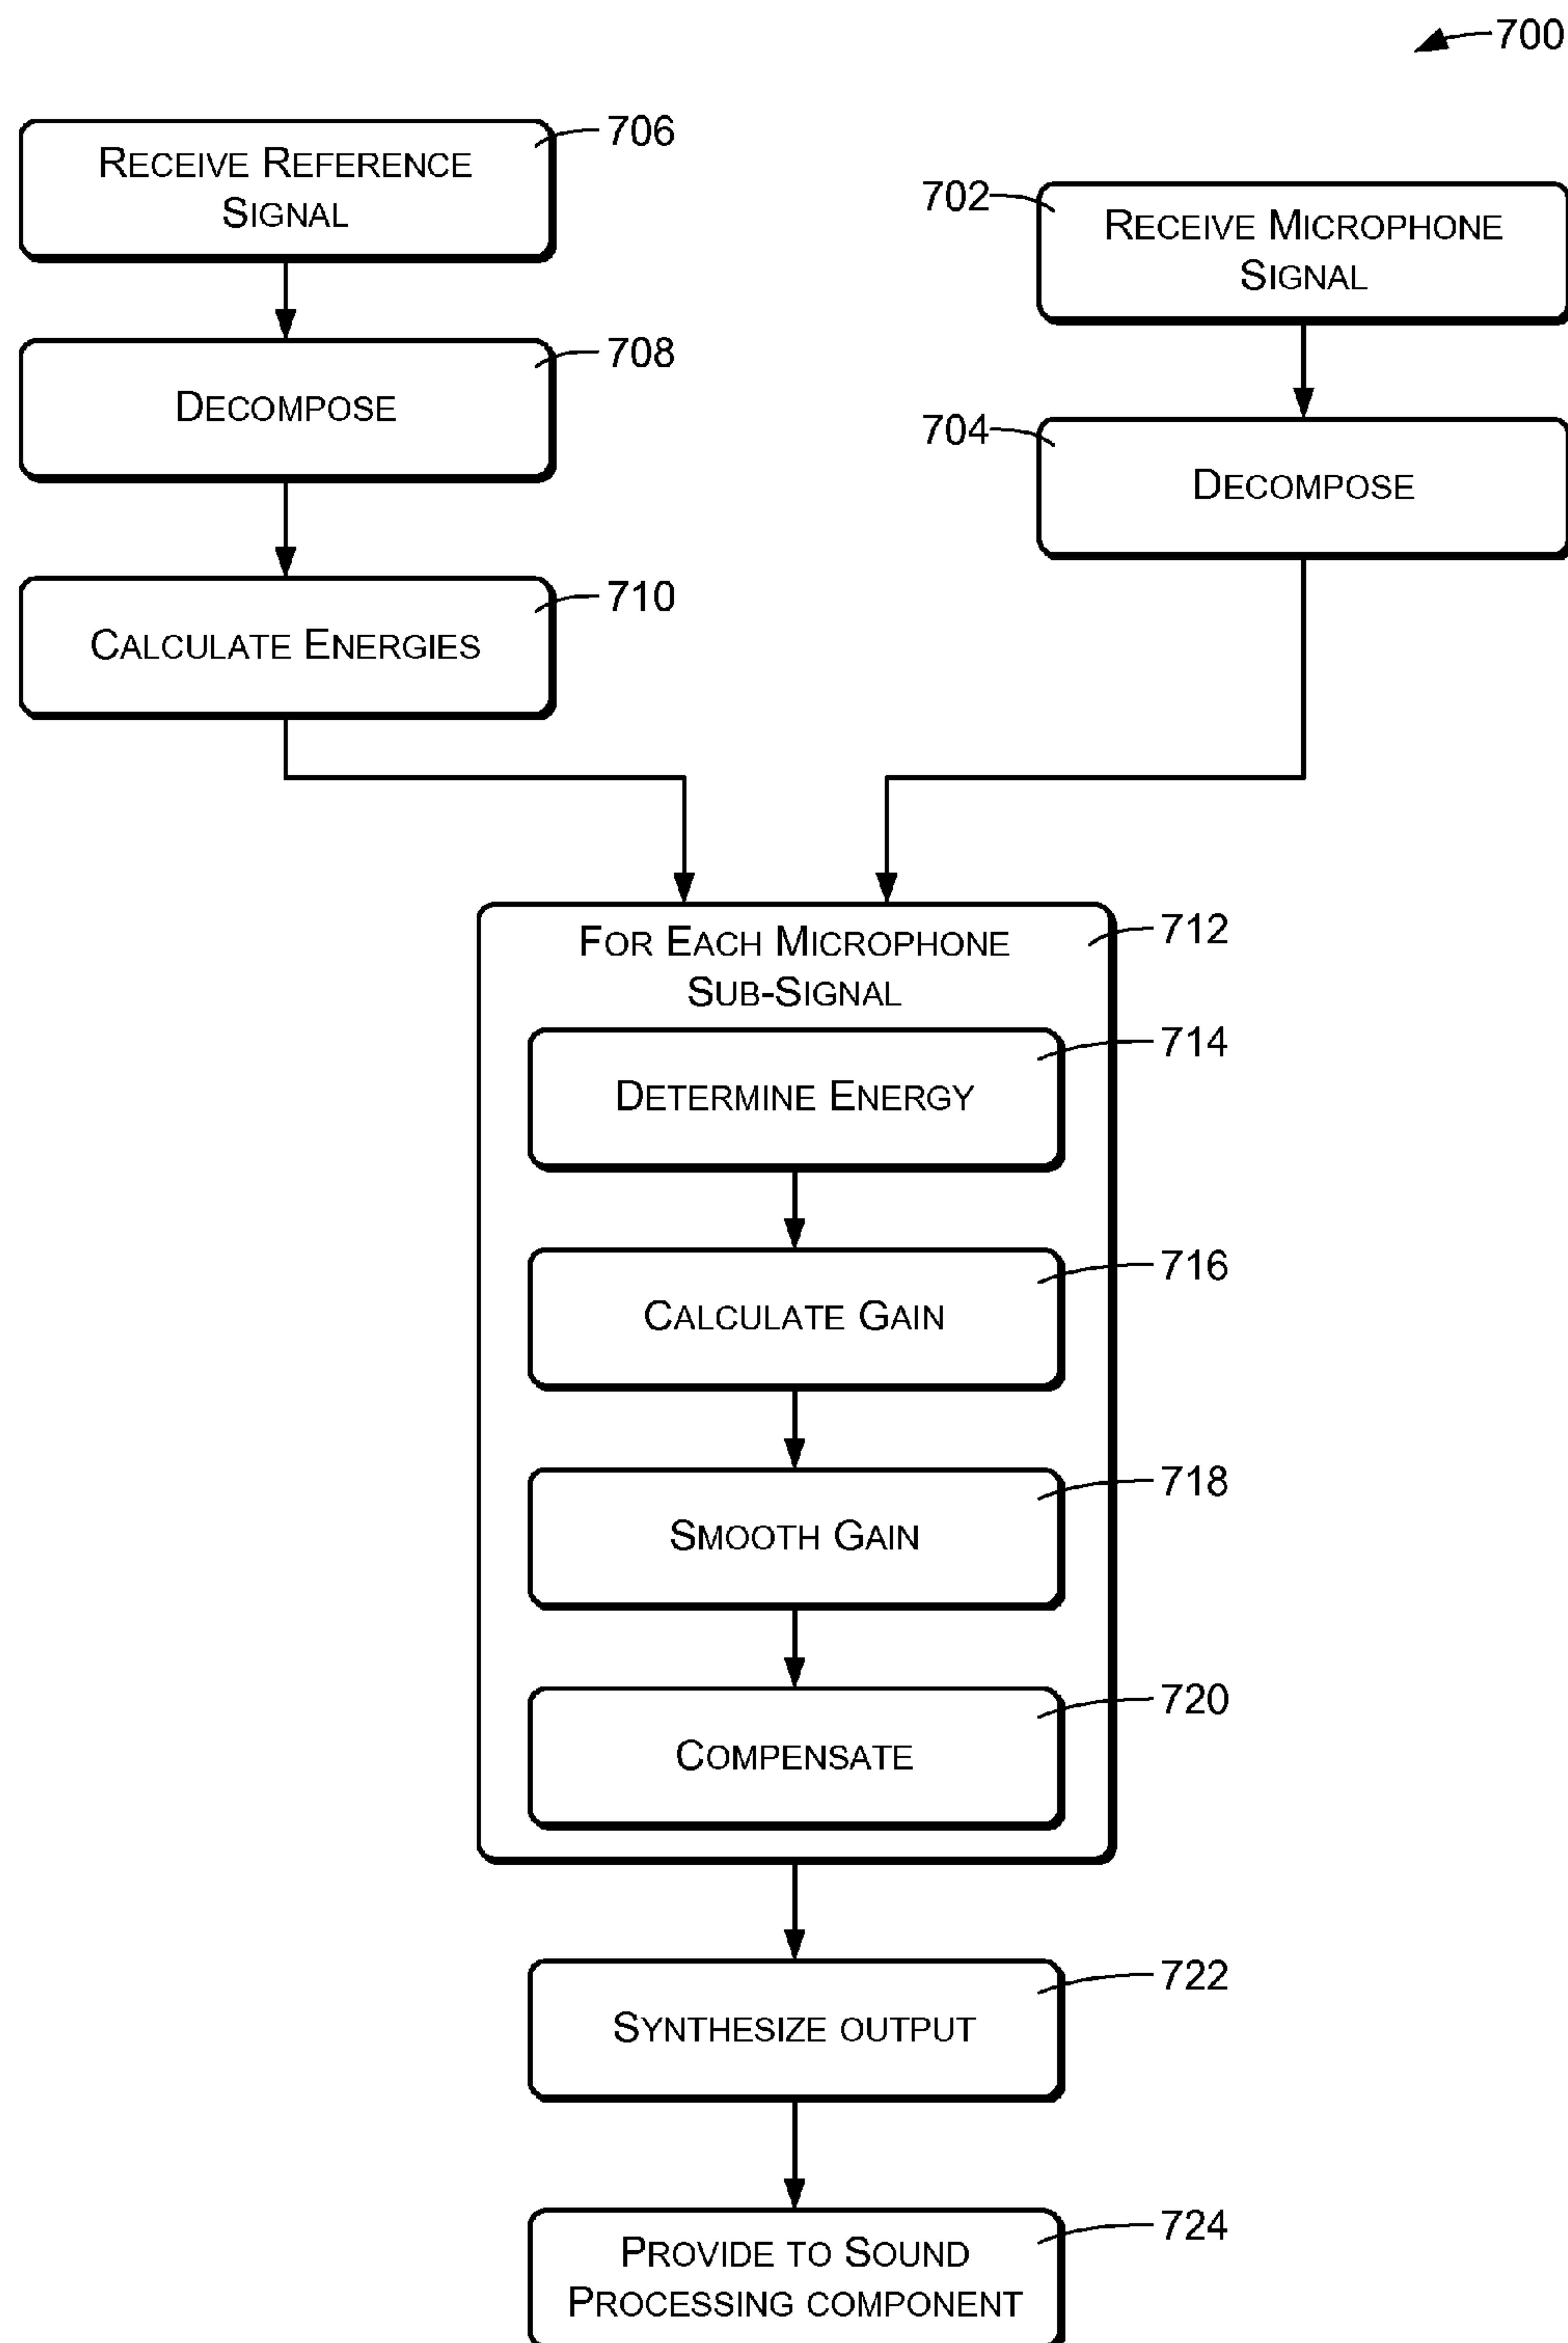 700
706
RECEIVE REFERENCE
SIGNAL
702
RECEIVE MICROPHONE
SIGNAL
708
DECOMPOSE
704
DECOMPOSE
710
CALCULATE ENERGIES
712
FOR EACH MICROPHONE
SUB-SIGNAL
714
DETERMINE ENERGY
716
CALCULATE GAIN
718
SMOOTH GAIN
720
COMPENSATE
722
SYNTHESIZE OUTPUT
724
PROVIDE TO SOUND
PROCESSING COMPONENT